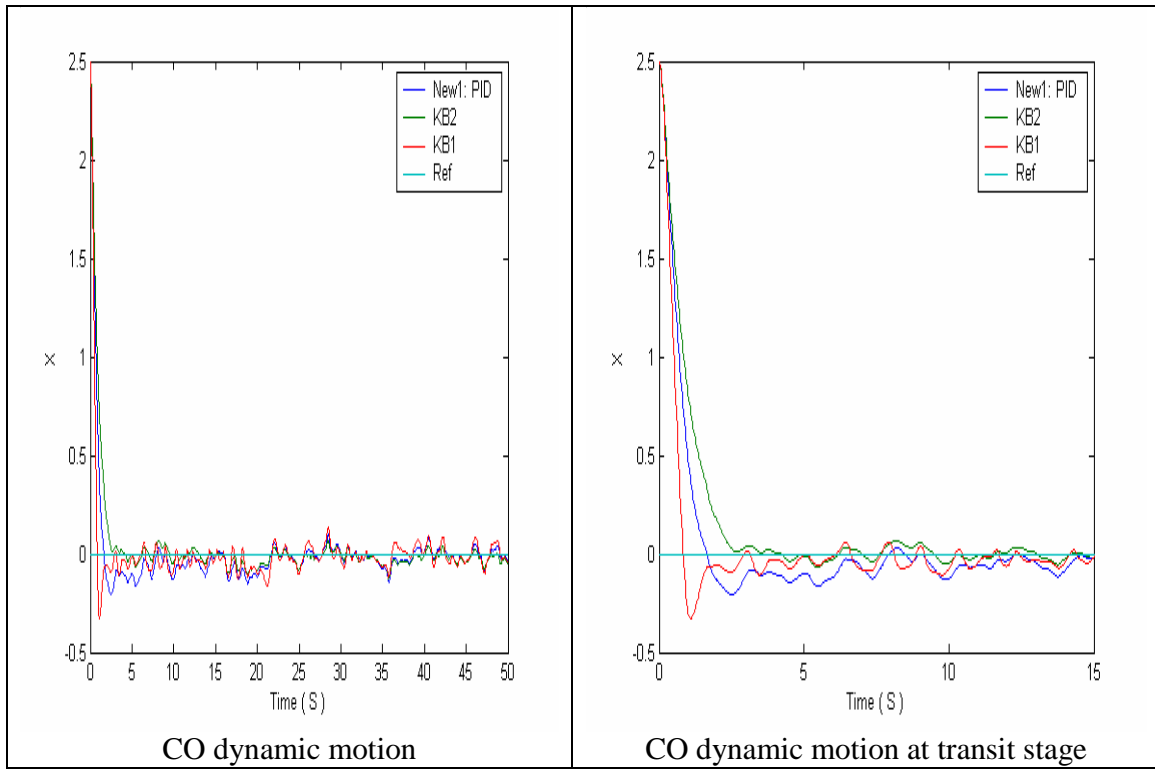 2.5
2
1.5
1
0.5
0
-0.5
X
0 5 10 15 20 25 30 35 40 45 50
Time ( S )
New1: PID
KB2
KB1
Ref
CO dynamic motion
2.5
2
1.5
1
0.5
0
-0.5
X
0 5 10 15
Time ( S )
New1: PID
KB2
KB1
Ref
CO dynamic motion at transit stage